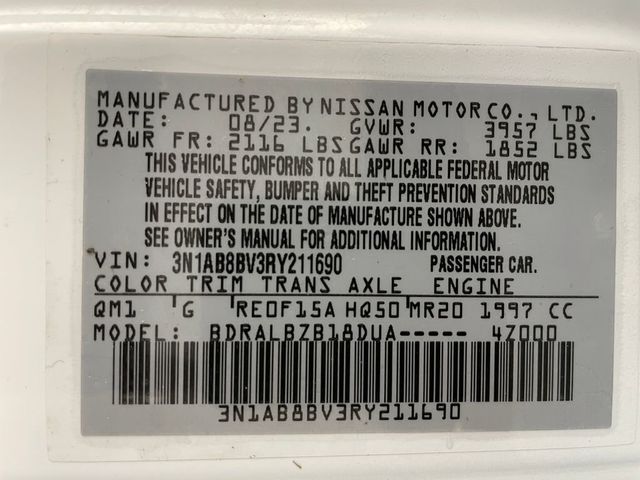 MANUFACTURED BY NISSAN MOTOR CO., LTD.
DATE: 08/23. GVWR: 3957 LBS
GAWR FR: 2116 LBS GAWR RR: 1852 LBS
THIS VEHICLE CONFORMS TO ALL APPLICABLE FEDERAL MOTOR
VEHICLE SAFETY, BUMPER AND THEFT PREVENTION STANDARDS
IN EFFECT ON THE DATE OF MANUFACTURE SHOWN ABOVE.
SEE OWNER'S MANUAL FOR ADDITIONAL INFORMATION.
VIN: 3N1AB8BV3RY211690 PASSENGER CAR.
COLOR TRIM TRANS AXLE ENGINE
QM1 G RE0F15A HQ50 MR20 1997 CC
MODEL: BDRALBZB18DUA----- 4Z000
3N1AB8BV3RY211690